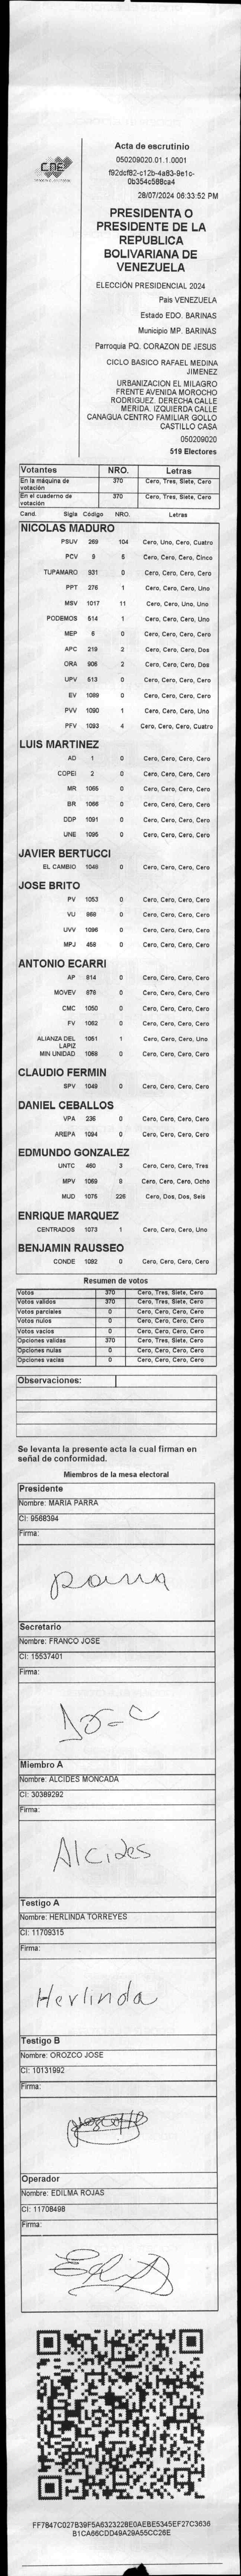 CNE
Acta de escrutinio
050209020.01.1.0001
f92dcf82-c12b-4a83-9e1c-
0b354c588ca4
28/07/2024 06:33:52 PM
PRESIDENTA O
PRESIDENTE DE LA
REPUBLICA
BOLIVARIANA DE
VENEZUELA
ELECCIÓN PRESIDENCIAL 2024
País VENEZUELA
Estado EDO. BARINAS
Municipio MP. BARINAS
Parroquia PQ. CORAZON DE JESUS
CICLO BASICO RAFAEL MEDINA
JIMENEZ
URBANIZACION EL MILAGRO
FRENTE AVENIDA MOROCHO
RODRIGUEZ. DERECHA CALLE
MERIDA. IZQUIERDA CALLE
CANAGUA CENTRO FAMILIAR GOLLO
CASTILLO CASA
050209020
519 Electores
Votantes NRO. Letras
En la máquina de votación 370 Cero, Tres, Siete, Cero
En el cuaderno de votación 370 Cero, Tres, Siete, Cero
Cand. Sigla Código NRO. Letras
NICOLAS MADURO
PSUV 269 104 Cero, Uno, Cero, Cuatro
PCV 9 5 Cero, Cero, Cero, Cinco
TUPAMARO 931 0 Cero, Cero, Cero, Cero
PPT 276 1 Cero, Cero, Cero, Uno
MSV 1017 11 Cero, Cero, Uno, Uno
PODEMOS 514 1 Cero, Cero, Cero, Uno
MEP 6 0 Cero, Cero, Cero, Cero
APC 219 2 Cero, Cero, Cero, Dos
ORA 906 2 Cero, Cero, Cero, Dos
UPV 513 0 Cero, Cero, Cero, Cero
EV 1089 0 Cero, Cero, Cero, Cero
PVV 1090 1 Cero, Cero, Cero, Uno
PFV 1093 4 Cero, Cero, Cero, Cuatro
LUIS MARTINEZ
AD 1 0 Cero, Cero, Cero, Cero
COPEI 2 0 Cero, Cero, Cero, Cero
MR 1065 0 Cero, Cero, Cero, Cero
BR 1066 0 Cero, Cero, Cero, Cero
DDP 1091 0 Cero, Cero, Cero, Cero
UNE 1095 0 Cero, Cero, Cero, Cero
JAVIER BERTUCCI
EL CAMBIO 1046 0 Cero, Cero, Cero, Cero
JOSE BRITO
PV 1053 0 Cero, Cero, Cero, Cero
VU 968 0 Cero, Cero, Cero, Cero
UVV 1096 0 Cero, Cero, Cero, Cero
MPJ 458 0 Cero, Cero, Cero, Cero
ANTONIO ECARRI
AP 914 0 Cero, Cero, Cero, Cero
MOVEV 978 0 Cero, Cero, Cero, Cero
CMC 1050 0 Cero, Cero, Cero, Cero
FV 1062 0 Cero, Cero, Cero, Cero
ALIANZA DEL LAPIZ 1051 1 Cero, Cero, Cero, Uno
MIN UNIDAD 1068 0 Cero, Cero, Cero, Cero
CLAUDIO FERMIN
SPV 1049 0 Cero, Cero, Cero, Cero
DANIEL CEBALLOS
VPA 236 0 Cero, Cero, Cero, Cero
AREPA 1094 0 Cero, Cero, Cero, Cero
EDMUNDO GONZALEZ
UNTC 460 3 Cero, Cero, Cero, Tres
MPV 1069 8 Cero, Cero, Cero, Ocho
MUD 1075 226 Cero, Dos, Dos, Seis
ENRIQUE MARQUEZ
CENTRADOS 1073 1 Cero, Cero, Cero, Uno
BENJAMIN RAUSSEO
CONDE 1092 0 Cero, Cero, Cero, Cero
Resumen de votos
Votos 370 Cero, Tres, Siete, Cero
Votos validos 370 Cero, Tres, Siete, Cero
Votos parciales 0 Cero, Cero, Cero, Cero
Votos nulos 0 Cero, Cero, Cero, Cero
Votos vacios 0 Cero, Cero, Cero, Cero
Opciones validas 370 Cero, Tres, Siete, Cero
Opciones nulas 0 Cero, Cero, Cero, Cero
Opciones vacias 0 Cero, Cero, Cero, Cero
Observaciones:
Se levanta la presente acta la cual firman en
señal de conformidad.
Miembros de la mesa electoral
Presidente
Nombre: MARIA PARRA
CI: 9568394
Firma:
Parra
Secretario
Nombre: FRANCO JOSE
CI: 15537401
Firma:
Miembro A
Nombre: ALCIDES MONCADA
CI: 30389292
Firma:
Alcides
Testigo A
Nombre: HERLINDA TORREYES
CI: 11709315
Firma:
Herlinda
Testigo B
Nombre: OROZCO JOSE
CI: 10131992
Firma:
Operador
Nombre: EDILMA ROJAS
CI: 11708498
Firma:
FF7847C027B39F5A6323228E0AEBE5345EF27C3636
B1CA66CDD49A29A55CC26E